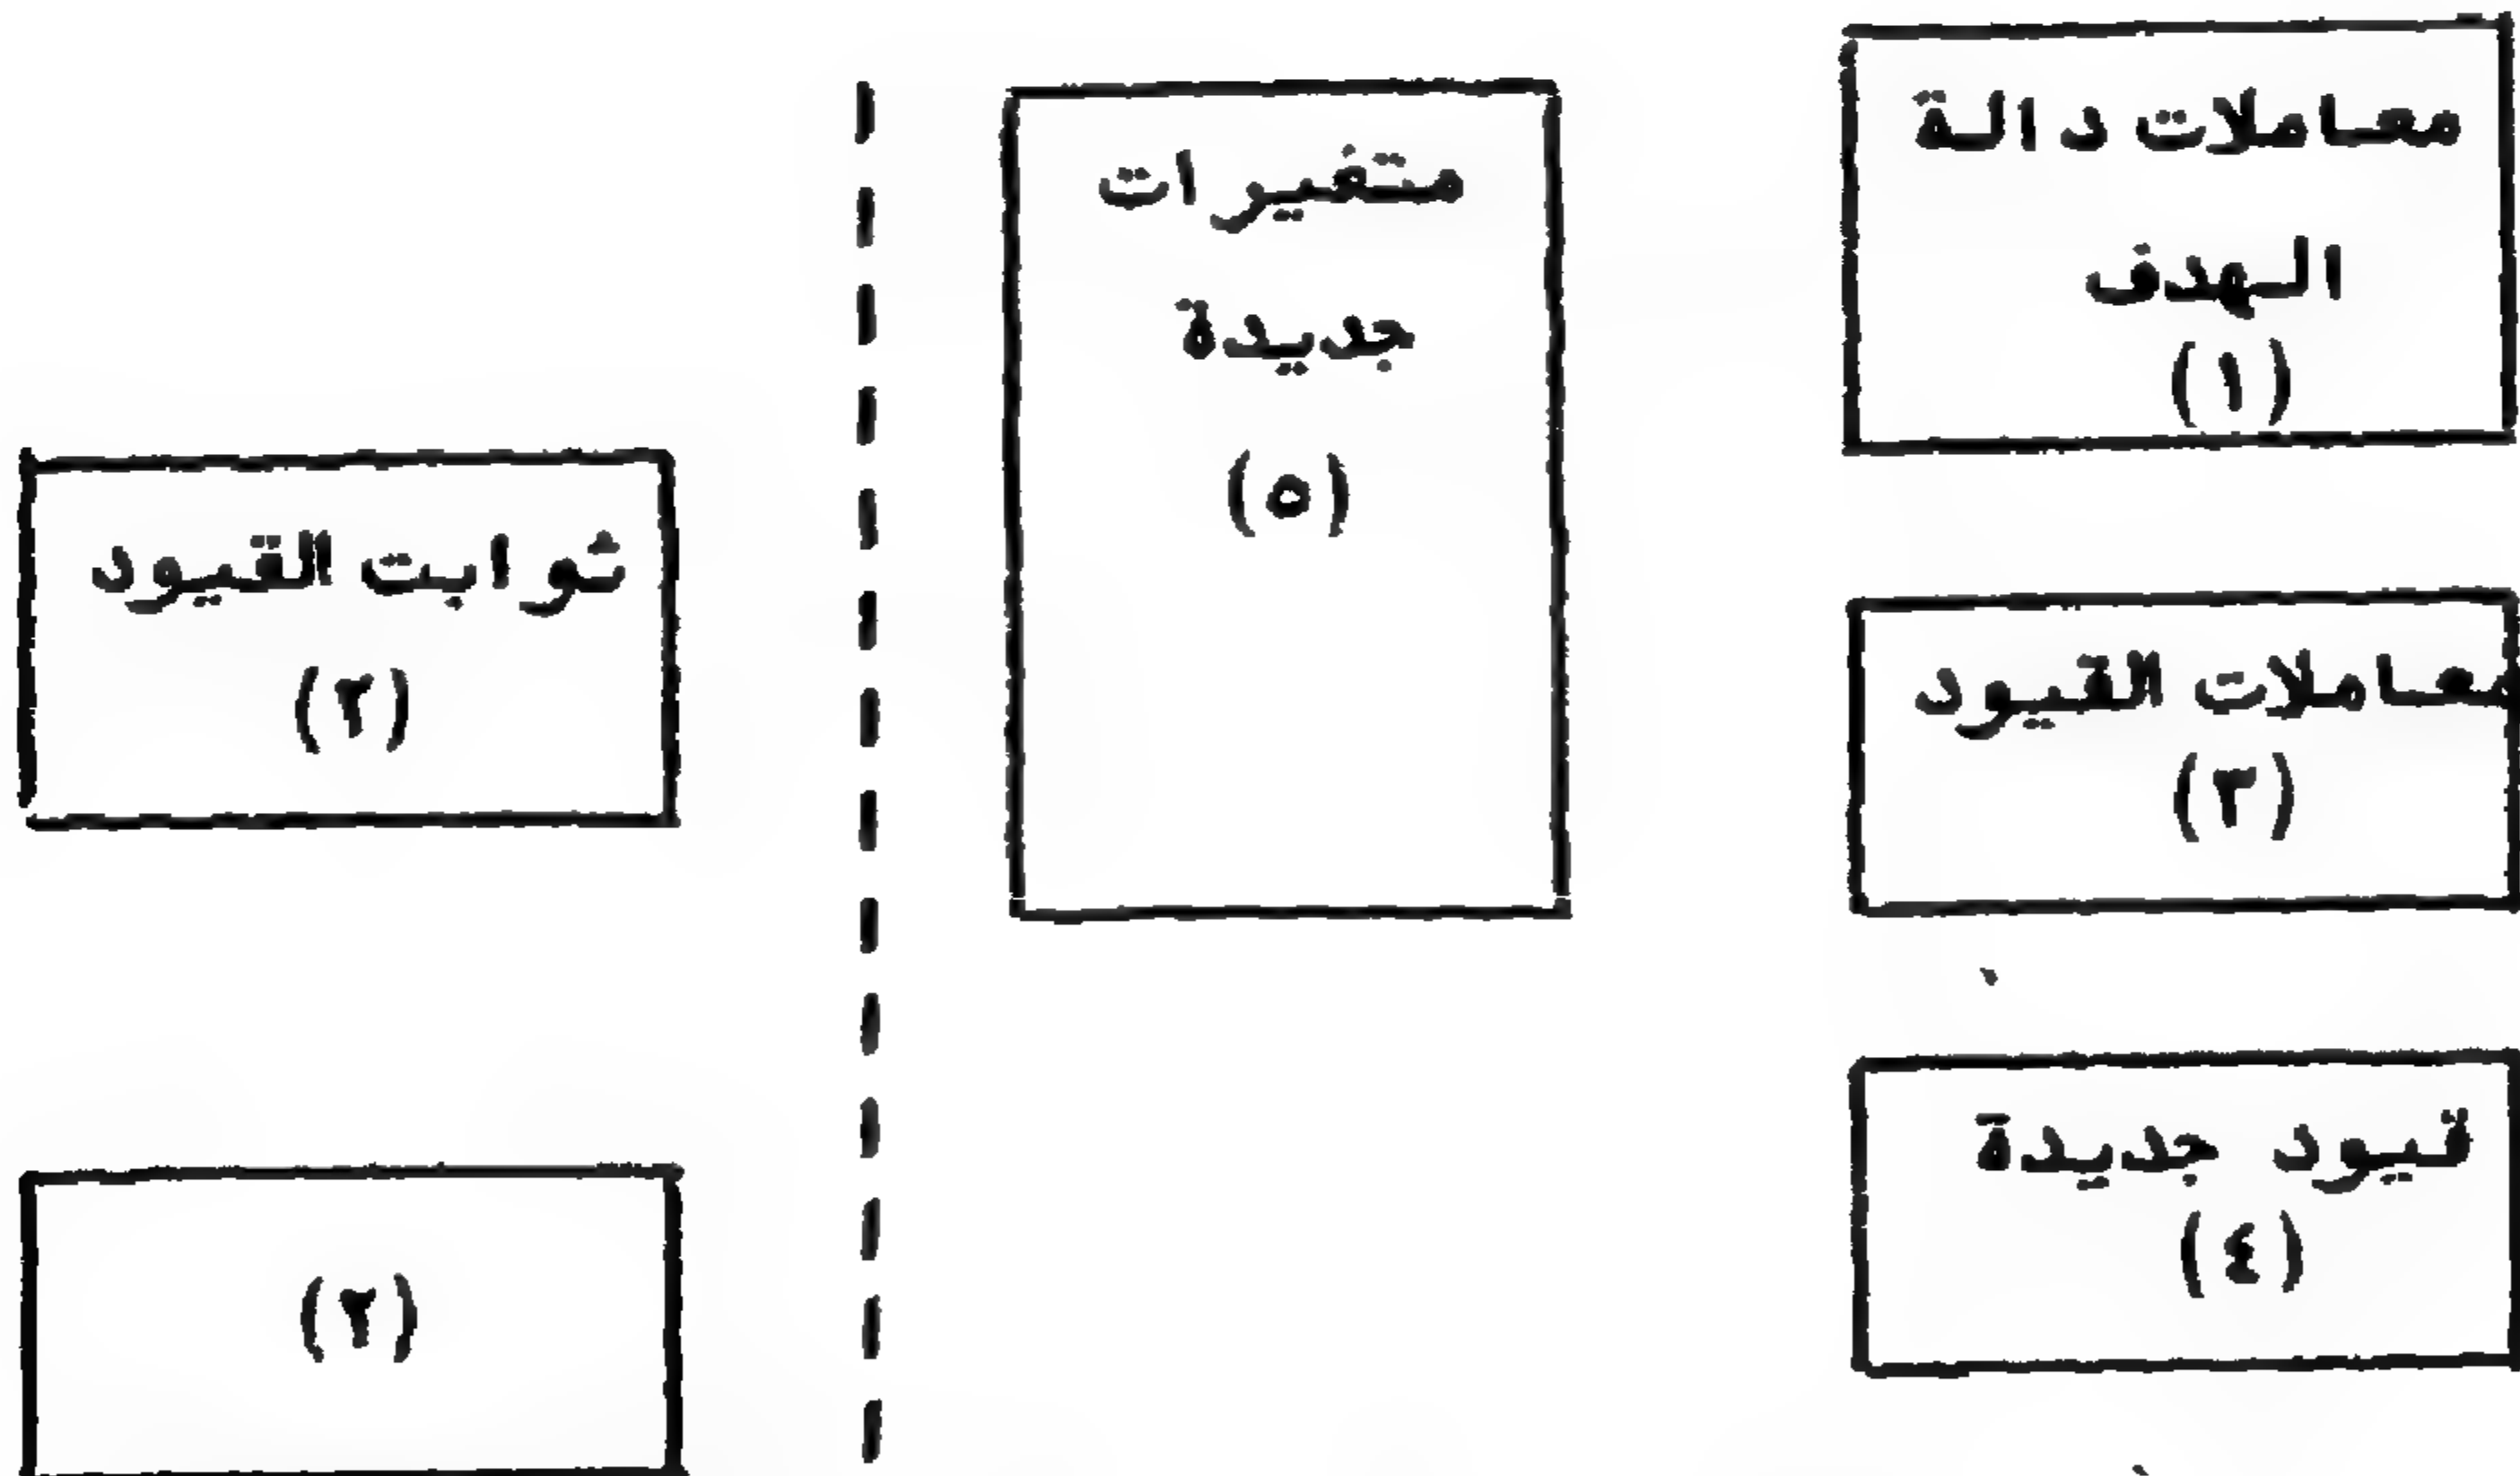 معاملات دالة
الهدف
(١)
متغيرات
جديدة
(٥)
ثوابت القيود
(٢)
معاملات القيود
(٣)
قيود جديدة
(٤)
(٢)